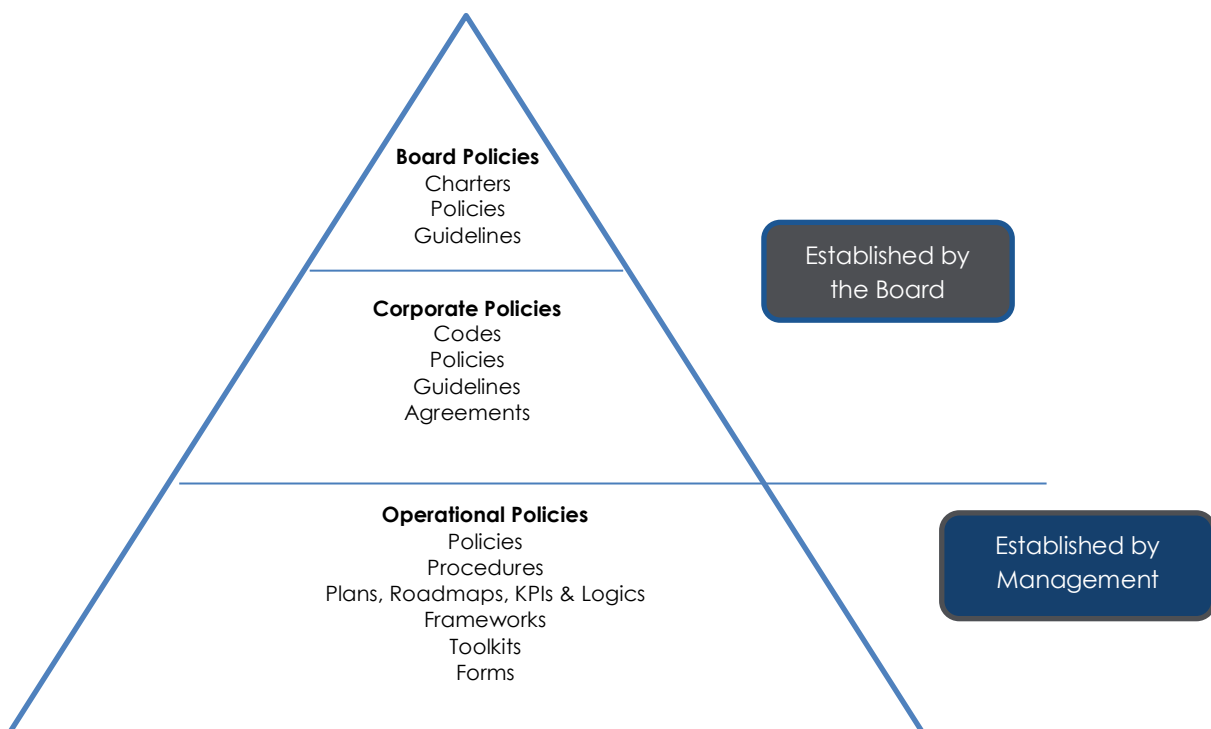 Board Policies
Charters
Policies
Guidelines
Established by
the Board
Corporate Policies
Codes
Policies
Guidelines
Agreements
Operational Policies
Policies
Procedures
Plans, Roadmaps, KPIs & Logics
Frameworks
Toolkits
Forms
Established by
Management